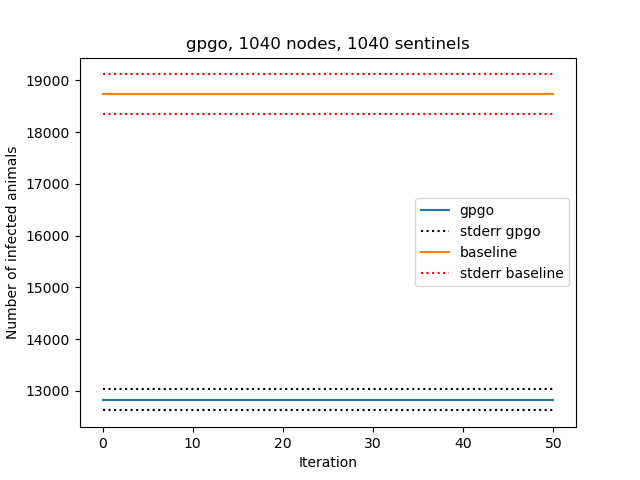 gpgo, 1040 nodes, 1040 sentinels
Number of infected animals
19000
18000
17000
16000
15000
14000
13000
gpgo
stderr gpgo
baseline
stderr baseline
0 10 20 30 40 50
Iteration